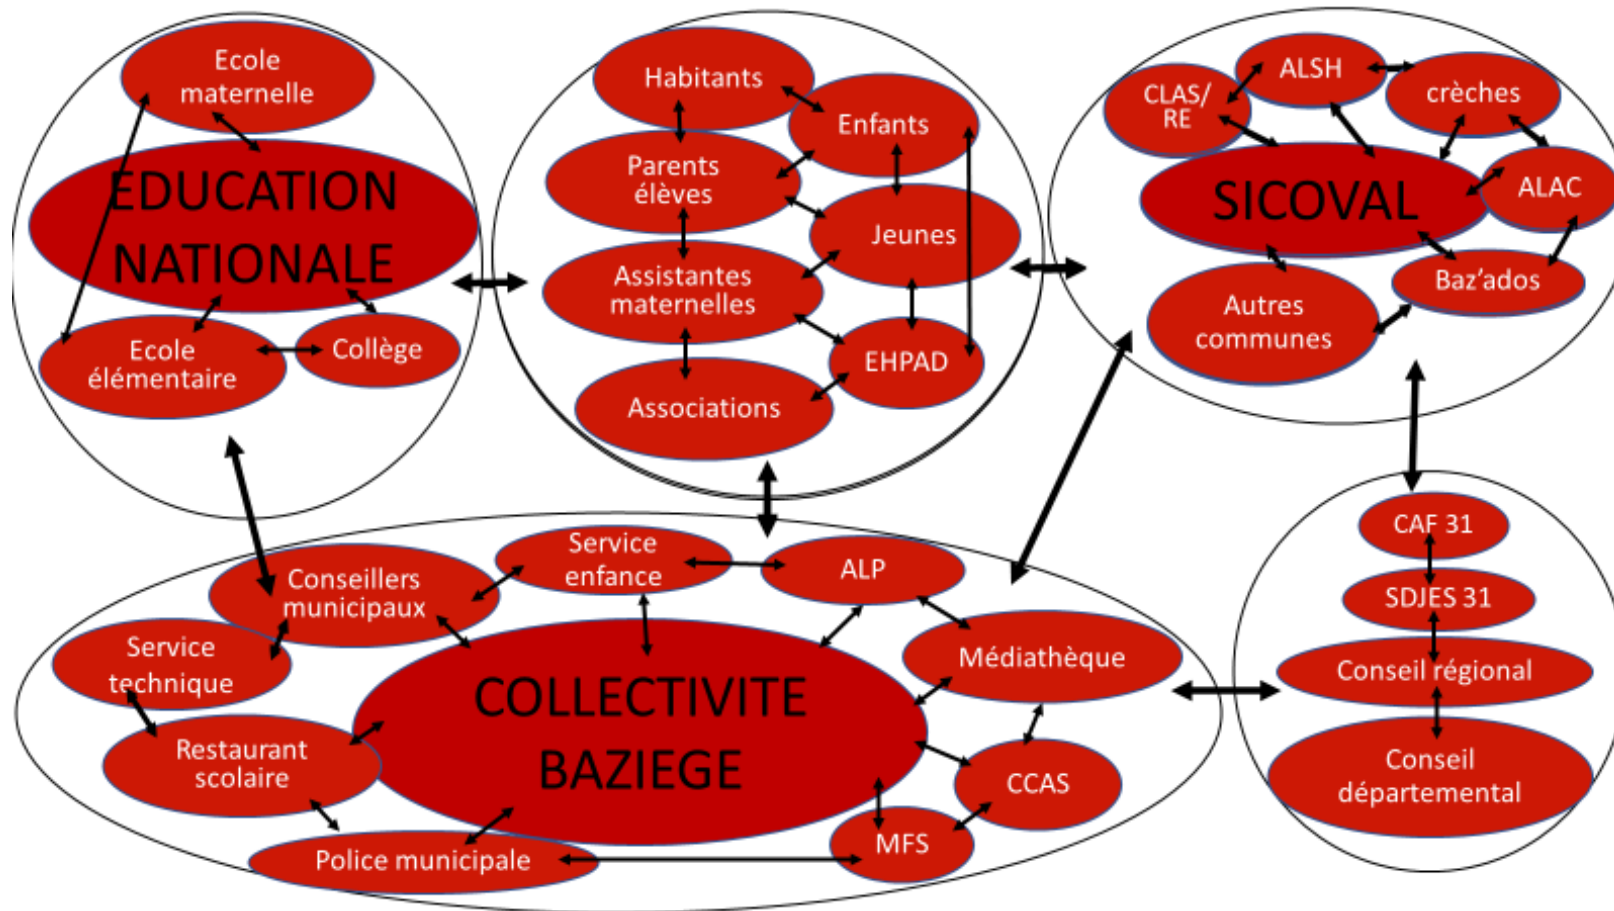 Ecole
maternelle
EDUCATION
NATIONALE
Ecole
élémentaire
Collège
Habitants
Enfants
Parents
élèves
Jeunes
Assistantes
maternelles
EHPAD
Associations
CLAS/
RE
ALSH
crèches
SICOVAL
ALAC
Baz'ados
Autres
communes
CAF 31
SDJES 31
Conseil régional
Conseil
départemental
Service
enfance
ALP
Conseillers
municipaux
Médiathèque
Service
technique
COLLECTIVITE
BAZIEGE
Restaurant
scolaire
CCAS
MFS
Police municipale